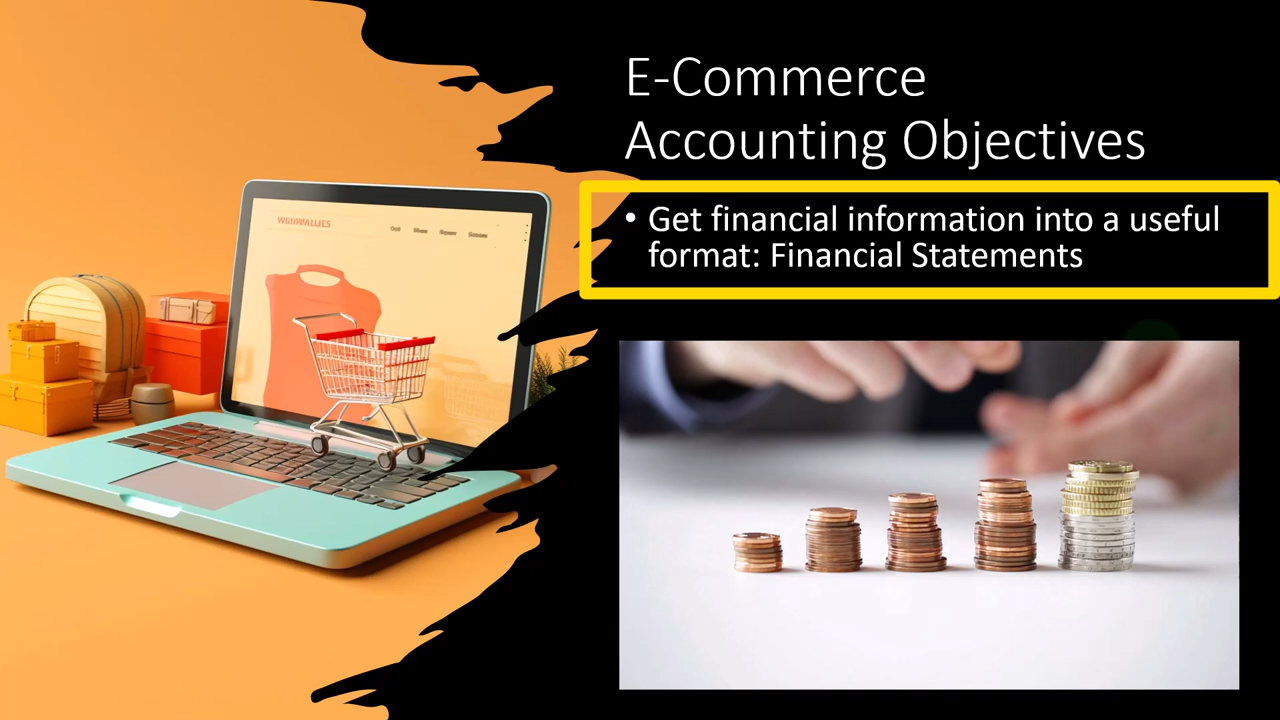 E-Commerce
Accounting Objectives
• Get financial information into a useful
format: Financial Statements